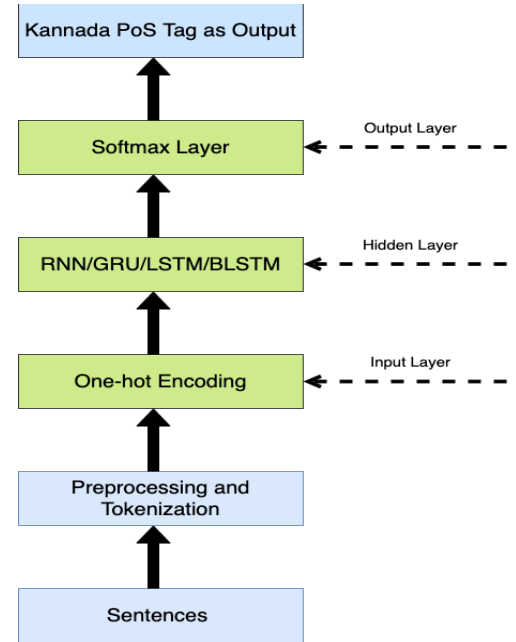 Kannada PoS Tag as Output
Softmax Layer
Output Layer
RNN/GRU/LSTM/BLSTM
Hidden Layer
One-hot Encoding
Input Layer
Preprocessing and
Tokenization
Sentences